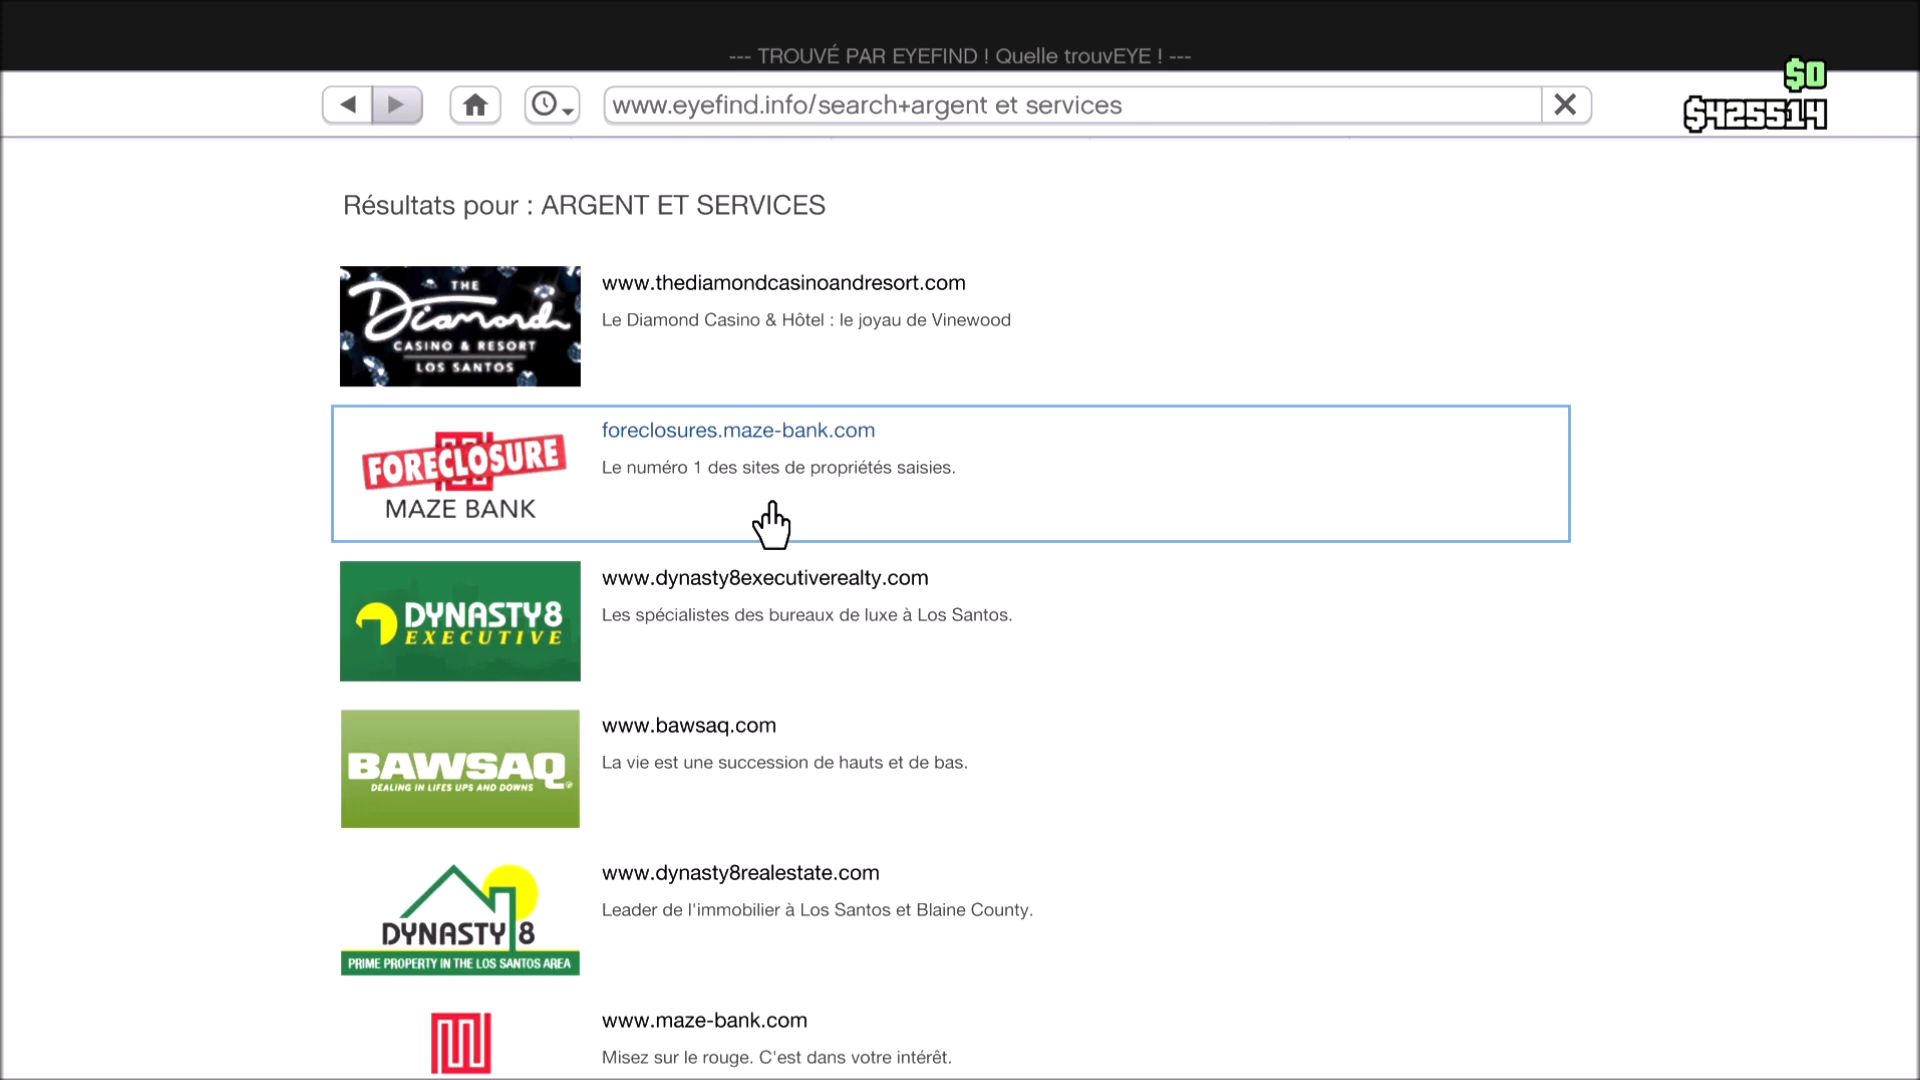 --- TROUVÉ PAR EYEFIND ! Quelle trouvEYE ! ---
$0
www.eyefind.info/search+argent et services
$425514
Résultats pour : ARGENT ET SERVICES
THE
Diamond
CASINO & RESORT
LOS SANTOS
www.thediamondcasinoandresort.com
Le Diamond Casino & Hôtel : le joyau de Vinewood
FORECLOSURE
MAZE BANK
foreclosures.maze-bank.com
Le numéro 1 des sites de propriétés saisies.
DYNASTY8
EXECUTIVE
www.dynasty8executiverealty.com
Les spécialistes des bureaux de luxe à Los Santos.
BAWSAQ
DEALING IN LIFES UPS AND DOWNS
www.bawsaq.com
La vie est une succession de hauts et de bas.
DYNASTY 8
PRIME PROPERTY IN THE LOS SANTOS AREA
www.dynasty8realestate.com
Leader de l'immobilier à Los Santos et Blaine County.
www.maze-bank.com
Misez sur le rouge. C'est dans votre intérêt.